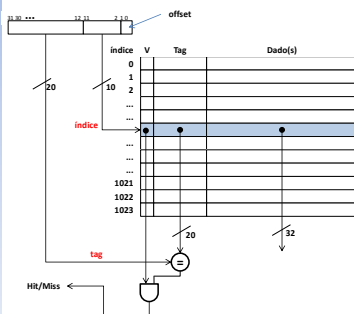 offset
31 30 ••• 12 11 2 1 0
índice V Tag Dado(s)
0
1
2
...
...
20
10
índice
...
...
...
1021
1022
1023
20
32
tag
=
Hit/Miss